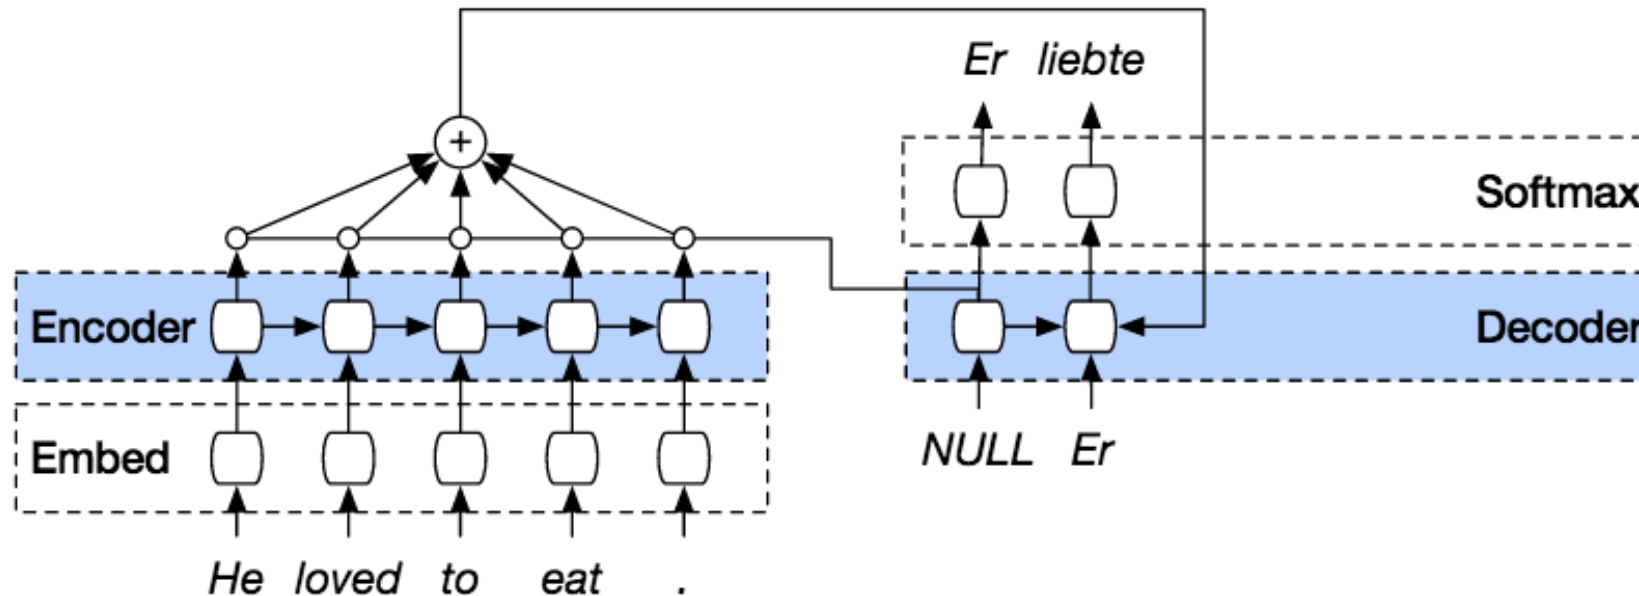 +
Er liebte
Softmax
Encoder
Decoder
Embed
NULL Er
He loved to eat .